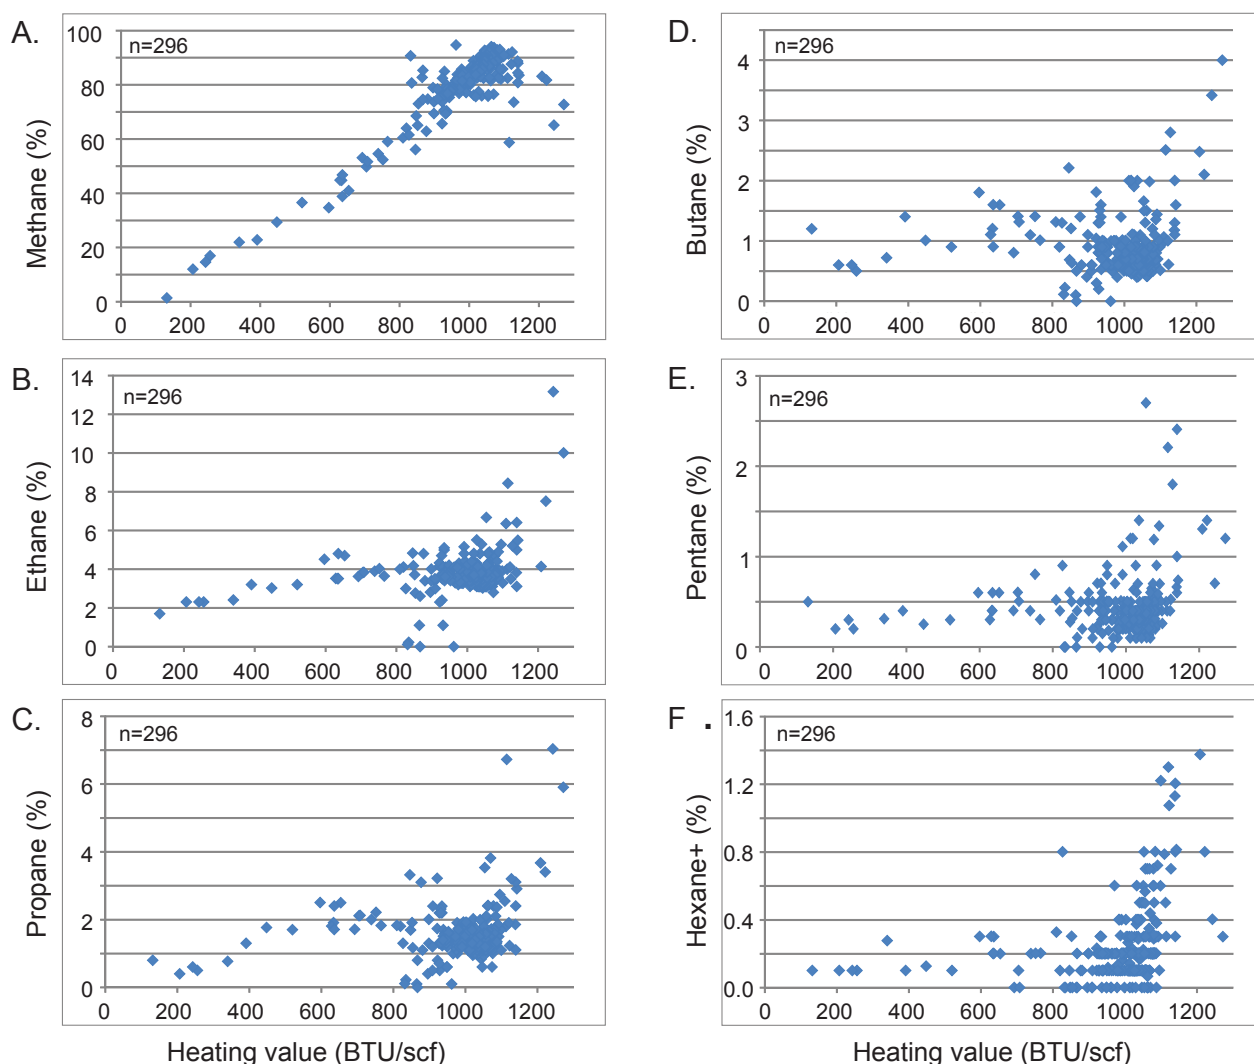 A.
n=296
Methane (%)
100
80
60
40
20
0
0 200 400 600 800 1000 1200
B.
n=296
Ethane (%)
14
12
10
8
6
4
2
0
0 200 400 600 800 1000 1200
C.
n=296
Propane (%)
8
6
4
2
0
0 200 400 600 800 1000 1200
Heating value (BTU/scf)
D.
n=296
Butane (%)
4
3
2
1
0
0 200 400 600 800 1000 1200
E.
n=296
Pentane (%)
3
2
1
0
0 200 400 600 800 1000 1200
F .
n=296
Hexane+ (%)
1.6
1.2
0.8
0.4
0.0
0 200 400 600 800 1000 1200
Heating value (BTU/scf)